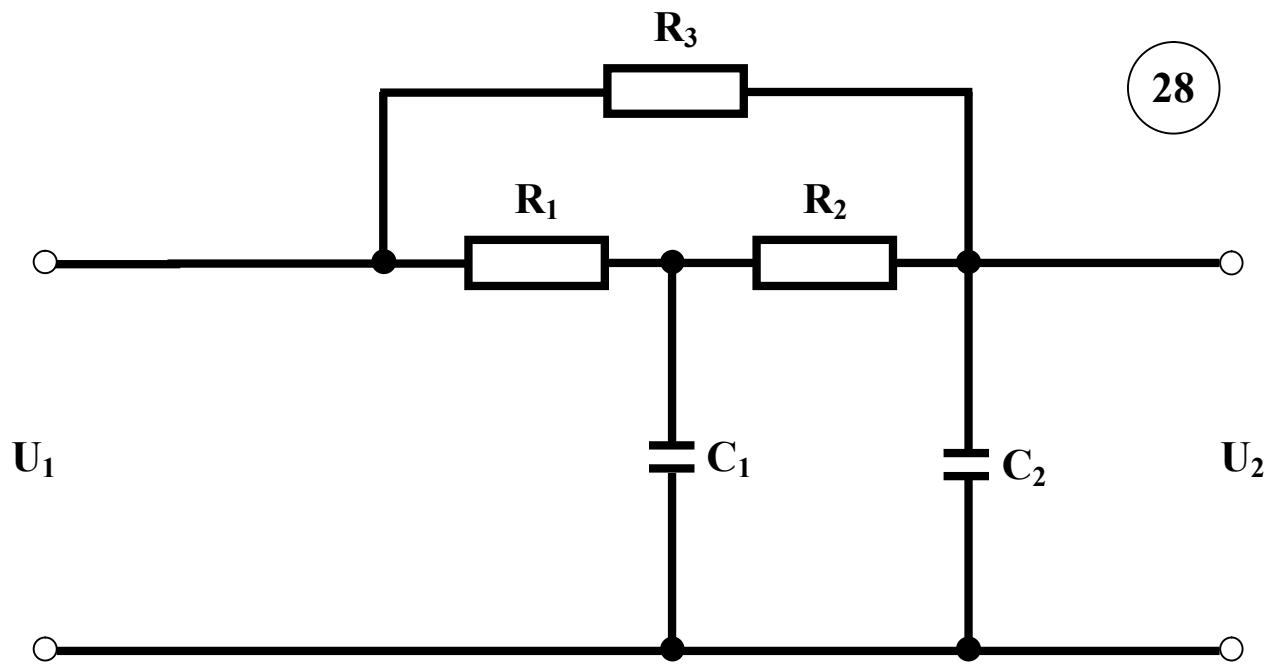 R₃
28
R₁ R₂
U₁ C₁ C₂ U₂